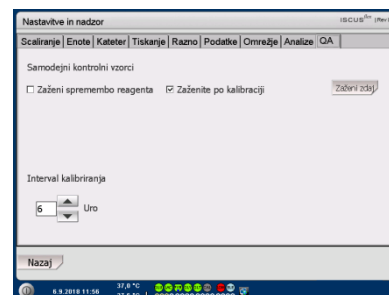 Nastavitve in nadzor
Scaliranje Enote Kateter Tiskanje Razno Podatke Omrežje Analize QA
Samodejni kontrolni vzorci
Zaženi spremembo reagenta Zaženite po kalibraciji Zaženi zdaj
Interval kalibriranja
6 Uro
Nazaj
6.9.2018 11:56 37,0 °C